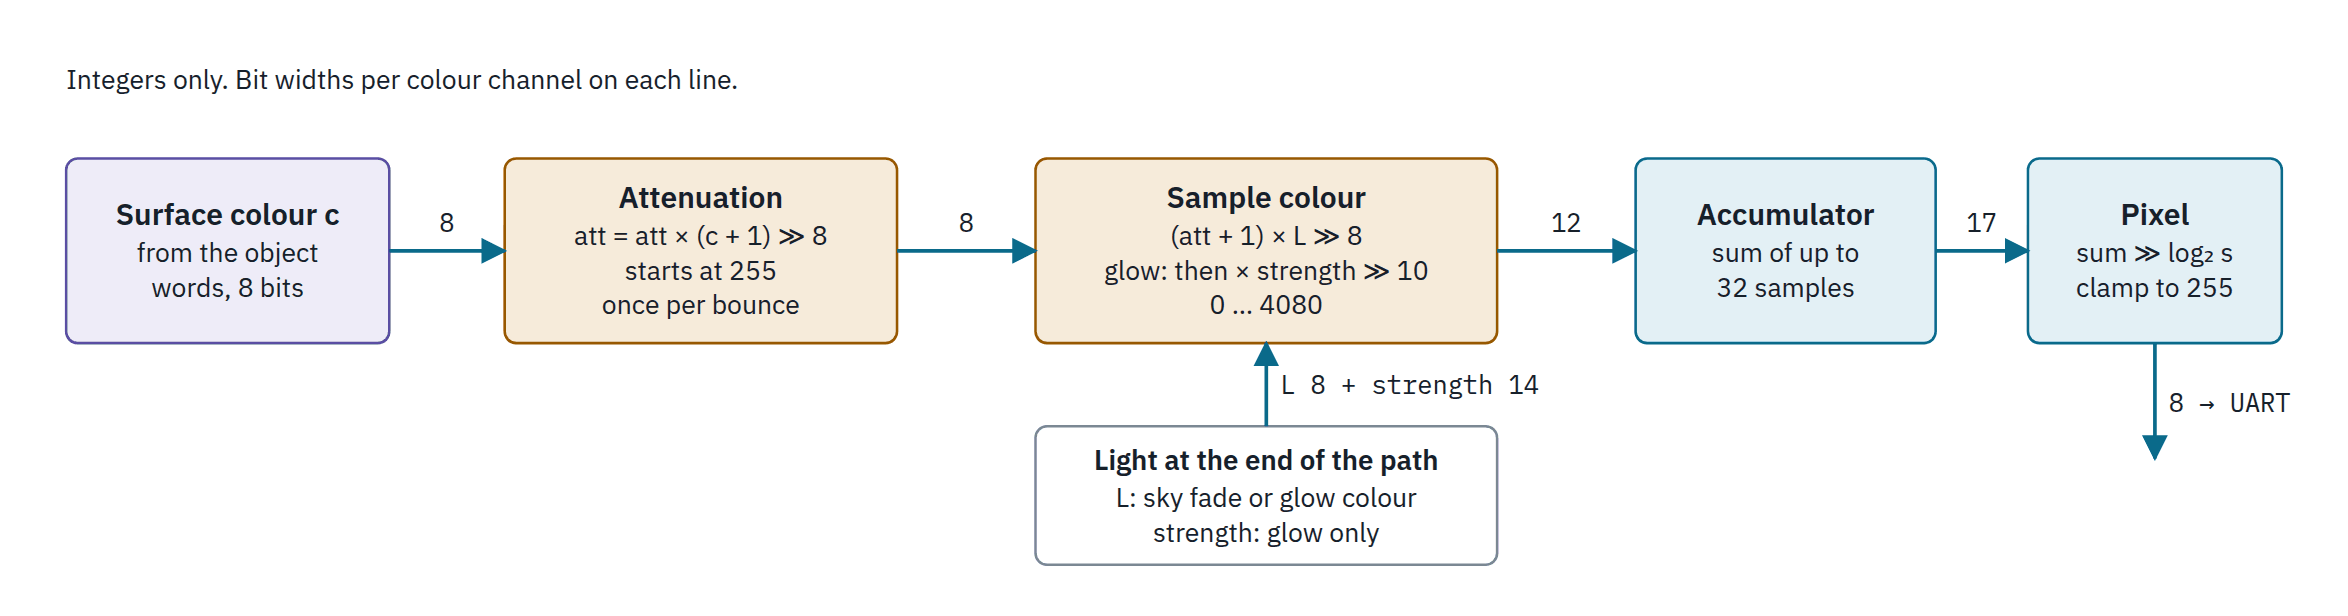 Integers only. Bit widths per colour channel on each line.
Surface colour c
from the object
words, 8 bits
8
Attenuation
att = att × (c + 1) ≫ 8
starts at 255
once per bounce
8
Sample colour
(att + 1) × L ≫ 8
glow: then × strength ≫ 10
0 ... 4080
12
Accumulator
sum of up to
32 samples
17
Pixel
sum ≫ log₂ s
clamp to 255
L 8 + strength 14
8 → UART
Light at the end of the path
L: sky fade or glow colour
strength: glow only